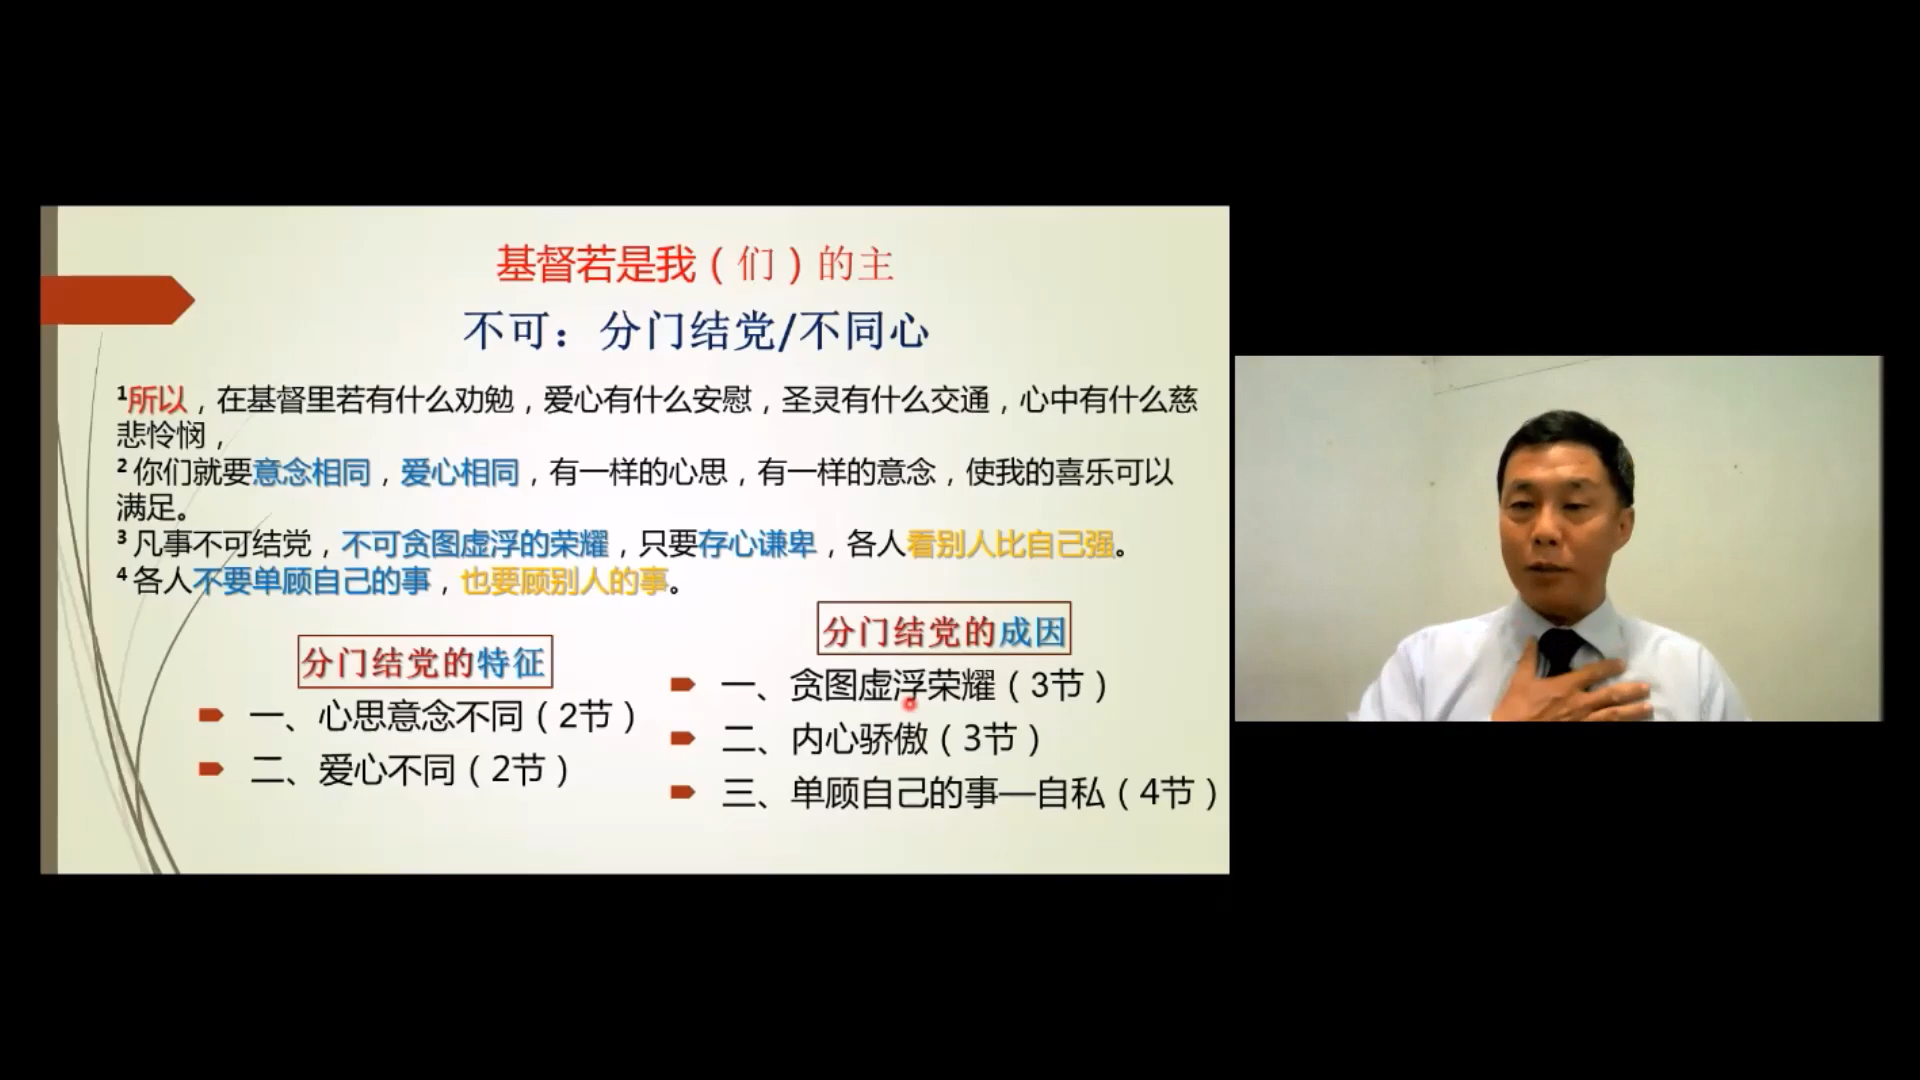 基督若是我（们）的主
不可：分门结党/不同心
1所以，在基督里若有什么劝勉，爱心有什么安慰，圣灵有什么交通，心中有什么慈
悲怜悯，
2 你们就要意念相同，爱心相同，有一样的心思，有一样的意念，使我的喜乐可以
满足。
3 凡事不可结党，不可贪图虚浮的荣耀，只要存心谦卑，各人看别人比自己强。
4 各人不要单顾自己的事，也要顾别人的事。
分门结党的特征
一、心思意念不同（2节）
二、爱心不同（2节）
分门结党的成因
一、贪图虚浮荣耀（3节）
二、内心骄傲（3节）
三、单顾自己的事—自私（4节）